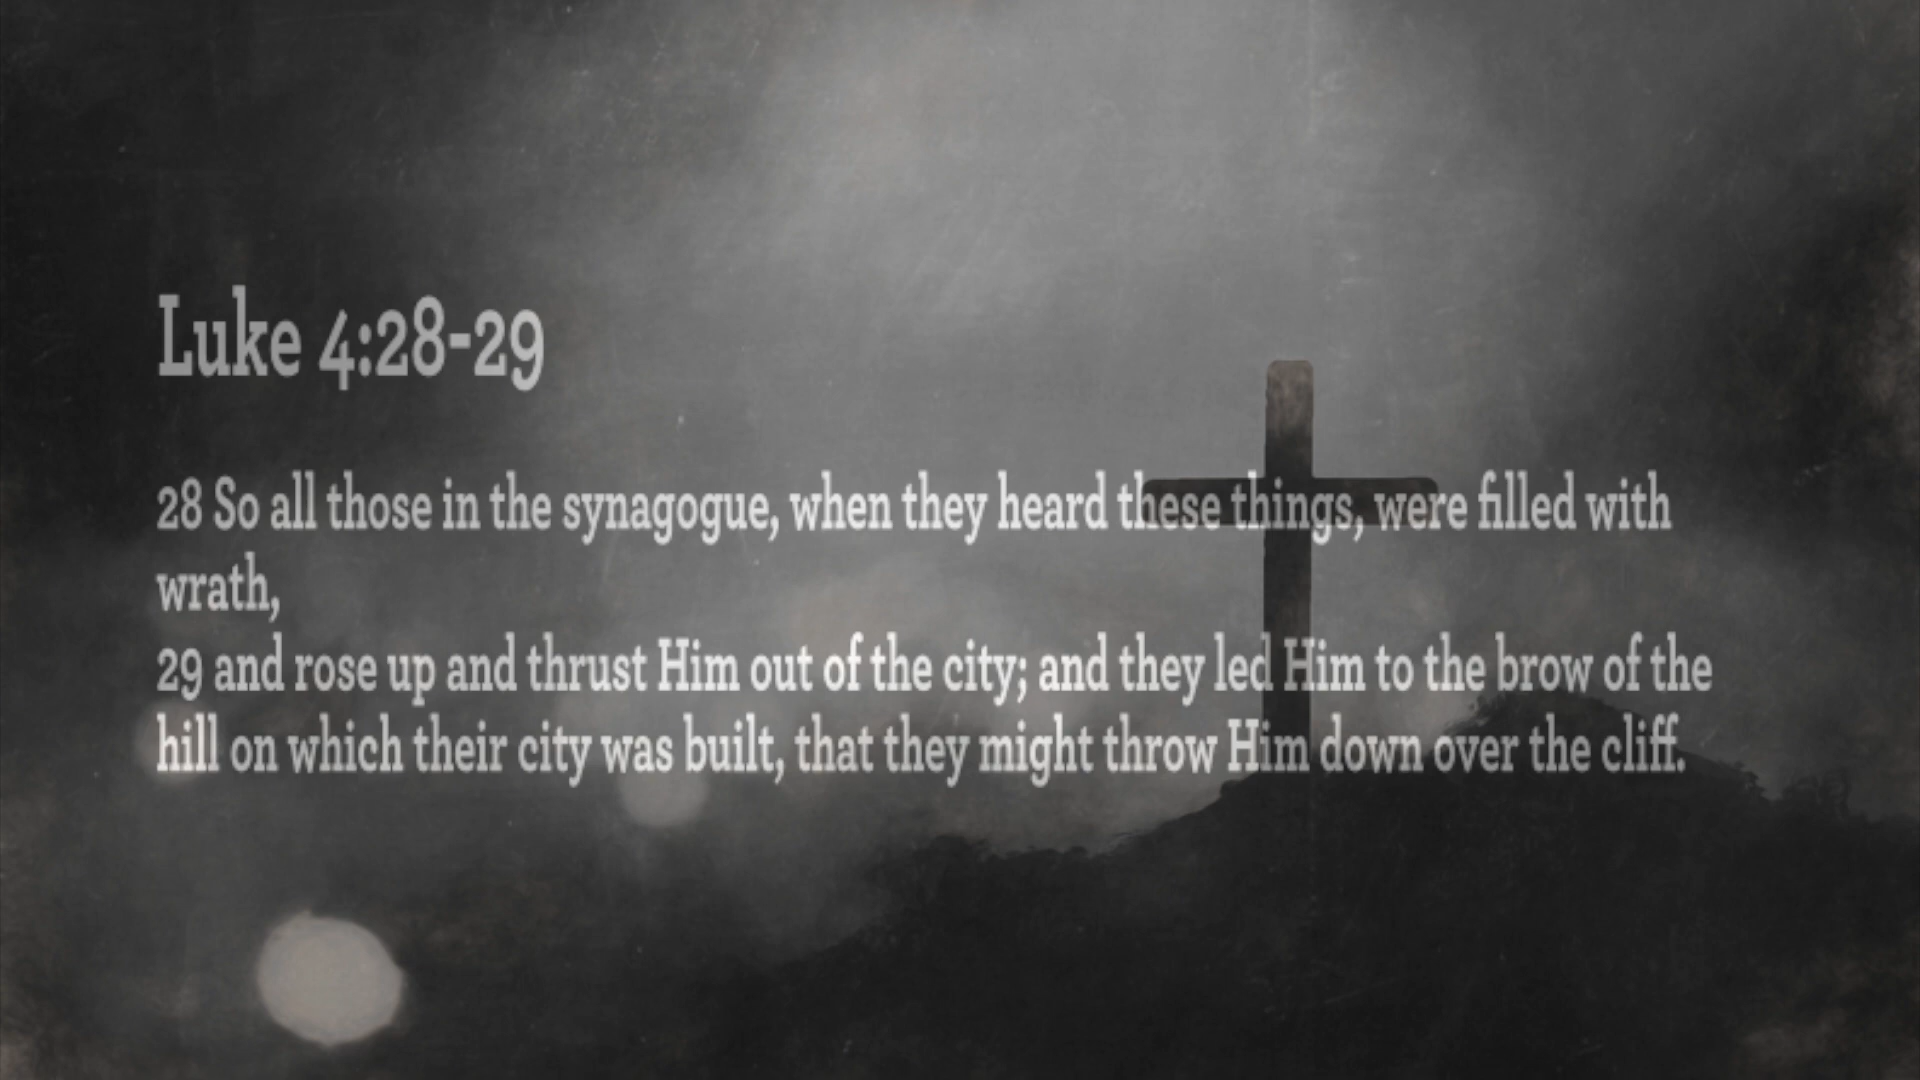 Luke 4:28-29
28 So all those in the synagogue, when they heard these things, were filled with
wrath,
29 and rose up and thrust Him out of the city; and they led Him to the brow of the
hill on which their city was built, that they might throw Him down over the cliff.